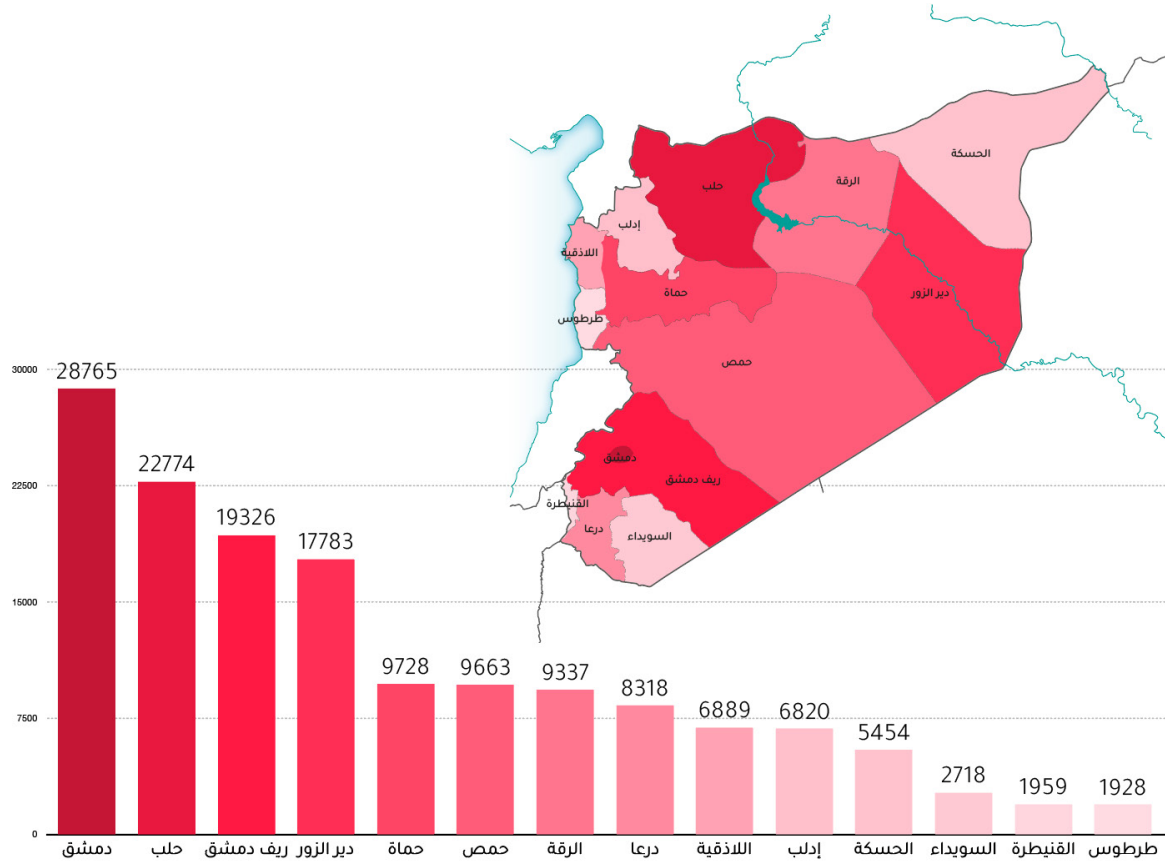 الحسكة
الرقة
حلب
إدلب
اللاذقية
دير الزور
حماة
طرطوس
حمص
دمشق
ريف دمشق
القنيطرة
درعا
السويداء
30000
22500
15000
7500
0
28765
22774
19326
17783
9728
9663
9337
8318
6889
6820
5454
2718
1959
1928
دمشق
حلب
ريف دمشق
دير الزور
حماة
حمص
الرقة
درعا
اللاذقية
إدلب
الحسكة
السويداء
القنيطرة
طرطوس